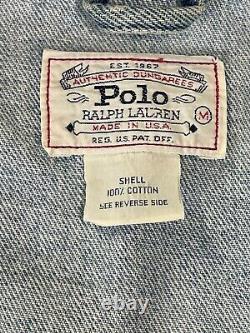 EST. 1967
AUTHENTIC DUNGAREES
Polo
RALPH LAUREN
M
MADE IN U.S.A.
REG. U.S. PAT. OFF.
SHELL
100% COTTON
SEE REVERSE SIDE